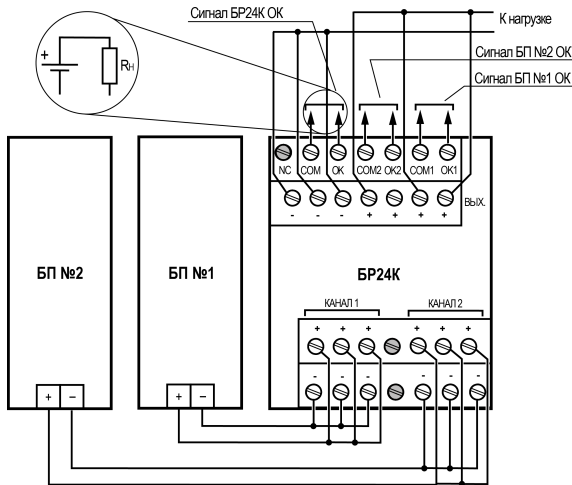 Сигнал БР24К ОК
К нагрузке
Сигнал БП №2 ОК
Сигнал БП №1 ОК
+
RН
NC COM OK COM2 OK2 COM1 OK1
- - - + + + +
ВЫХ.
БП №2
БП №1
БР24К
КАНАЛ 1
КАНАЛ 2
+ + + + + +
- - - - - -
+ –
+ –